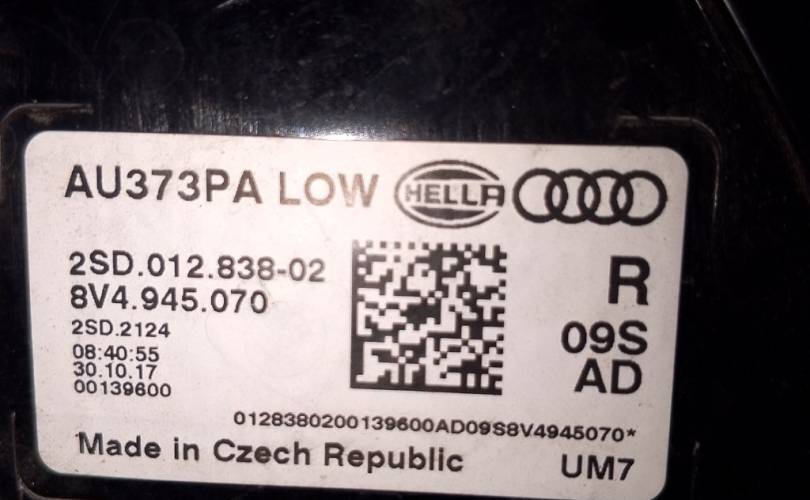 AU373PA LOW HELLA
2SD.012.838-02
8V4.945.070
R
2SD.2124
09S
08:40:55
30.10.17
AD
00139600
0128380200139600AD09S8V4945070*
Made in Czech Republic
UM7